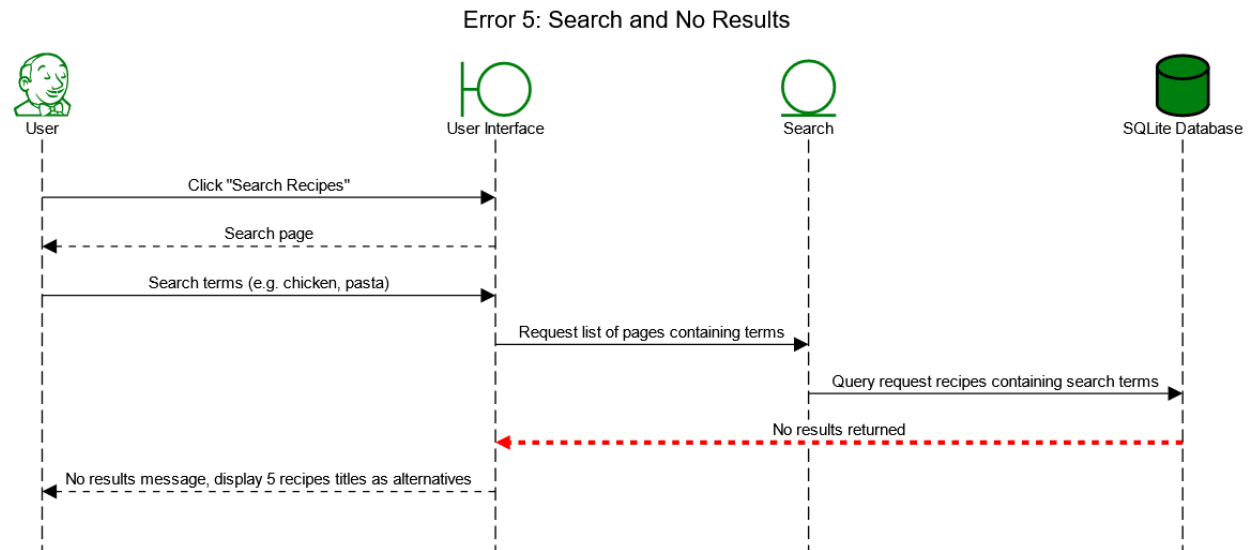 Error 5: Search and No Results
User
User Interface
Search
SQLite Database
Click "Search Recipes"
Search page
Search terms (e.g. chicken, pasta)
Request list of pages containing terms
Query request recipes containing search terms
No results returned
No results message, display 5 recipes titles as alternatives